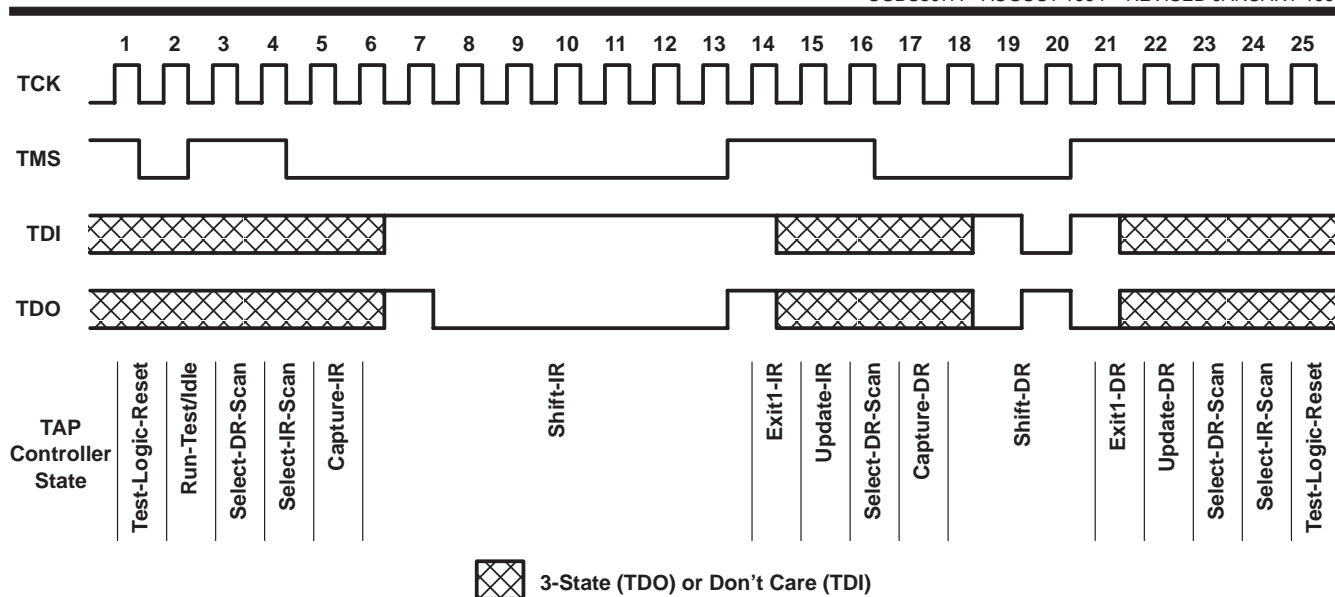 1 2 3 4 5 6 7 8 9 10 11 12 13 14 15 16 17 18 19 20 21 22 23 24 25
TCK
TMS
TDI
TDO
TAP
Controller
State
Test-Logic-Reset
Run-Test/Idle
Select-DR-Scan
Select-IR-Scan
Capture-IR
Shift-IR
Exit1-IR
Update-IR
Select-DR-Scan
Capture-DR
Shift-DR
Exit1-DR
Update-DR
Select-DR-Scan
Select-IR-Scan
Test-Logic-Reset
3-State (TDO) or Don't Care (TDI)